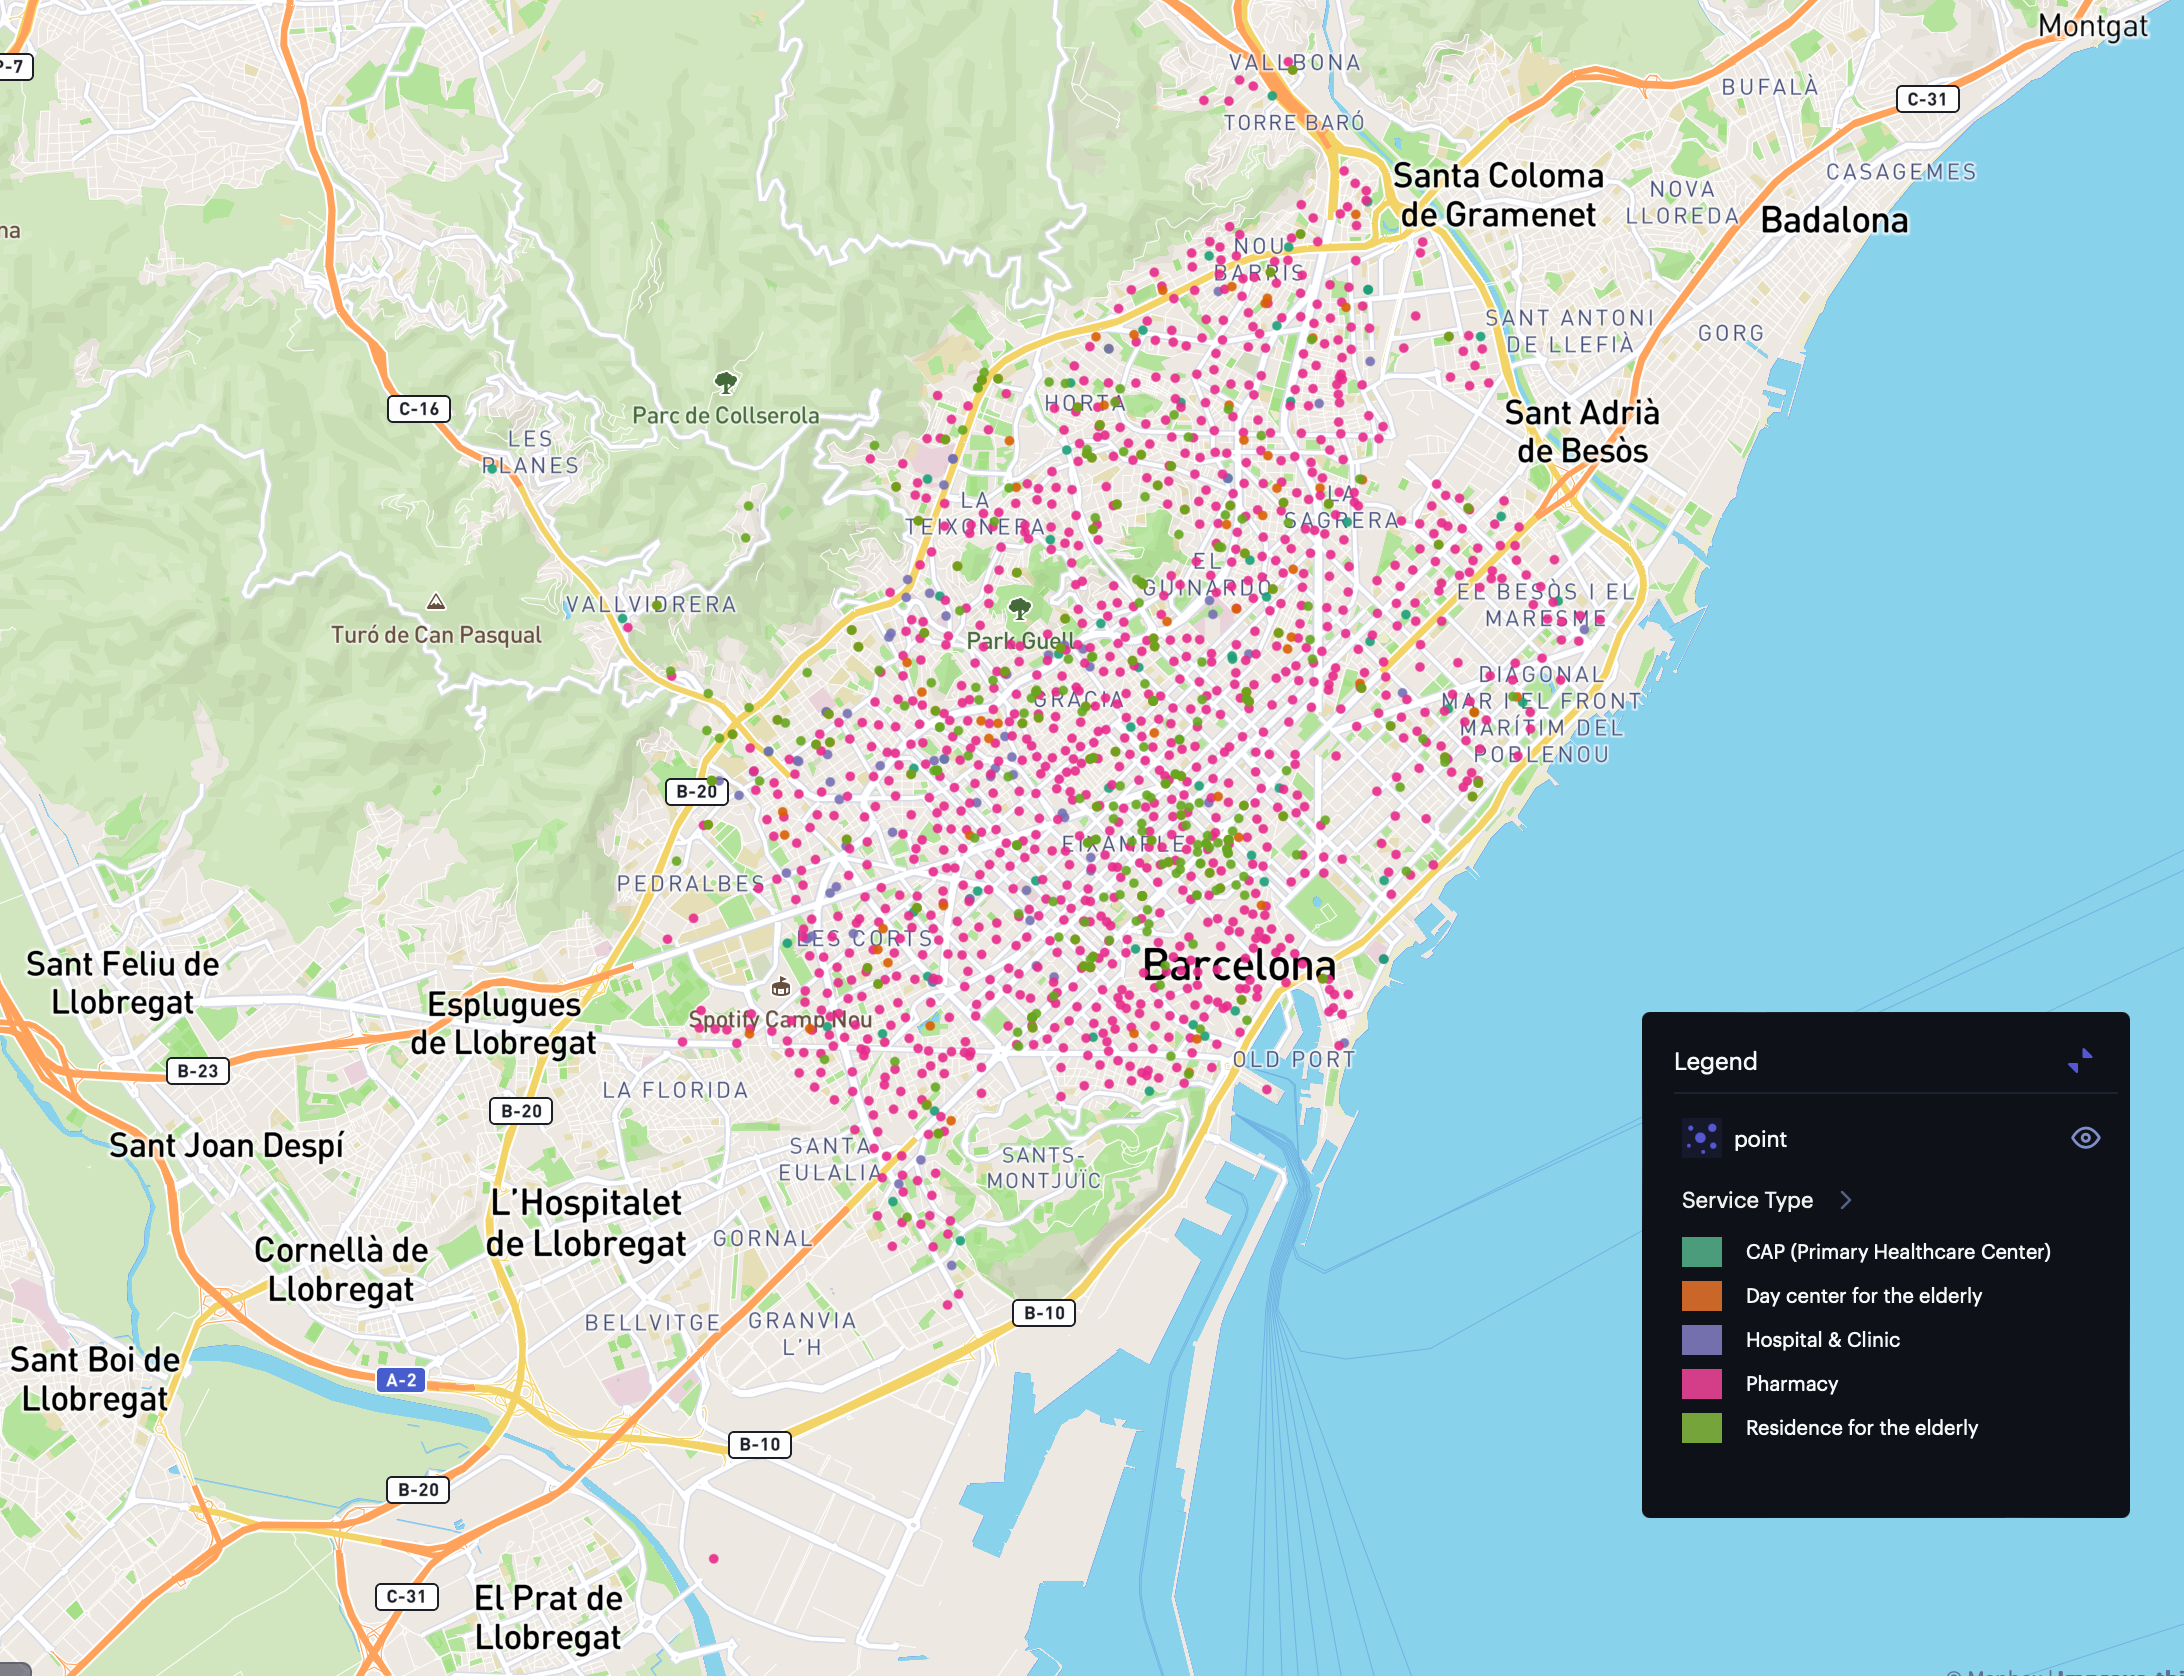 Montgat
P-7
VALLBONA
BUFALÀ
C-31
TORRE BARÓ
CASAGEMES
Santa Coloma
de Gramenet
NOVA
LLOREDA
Badalona
na
NOU
BARRIS
SANT ANTONI
DE LLEFIÀ
GORG
Parc de Collserola
C-16
HORTA
Sant Adrià
de Besòs
LES
PLANES
LA
TEIXONERA
LA
SAGRERA
EL
GUINARDO
EL BESÒS I EL
MARESME
VALLVIDRERA
Turó de Can Pasqual
Park Guell
DIAGONAL
MAR I EL FRONT
MARÍTIM DEL
POBLENOU
GRACIA
B-20
EIXAMPLE
PEDRALBES
LES CORTS
Barcelona
Sant Feliu de
Llobregat
Esplugues
de Llobregat
Spotify Camp Nou
B-23
OLD PORT
LA FLORIDA
B-20
Sant Joan Despí
SANTA
EULALIA
SANTS-
MONTJUÏC
L'Hospitalet
de Llobregat
GORNAL
Cornellà de
Llobregat
BELLVITGE
GRANVIA
L'H
B-10
Sant Boi de
Llobregat
A-2
B-10
B-20
C-31
El Prat de
Llobregat
Legend
point
Service Type
CAP (Primary Healthcare Center)
Day center for the elderly
Hospital & Clinic
Pharmacy
Residence for the elderly